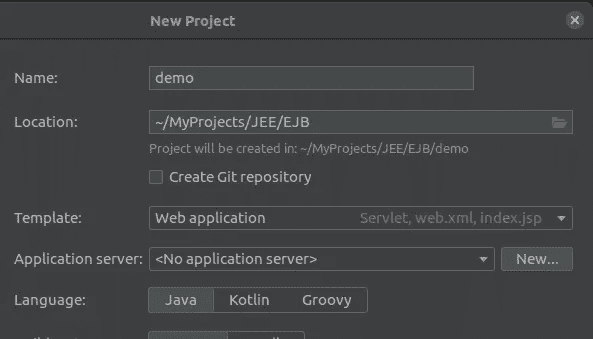 New Project
Name: demo
Location: ~/MyProjects/JEE/EJB
Project will be created in: ~/MyProjects/JEE/EJB/demo
Create Git repository
Template: Web application Servlet, web.xml, index.jsp
Application server: <No application server> New...
Language: Java Kotlin Groovy